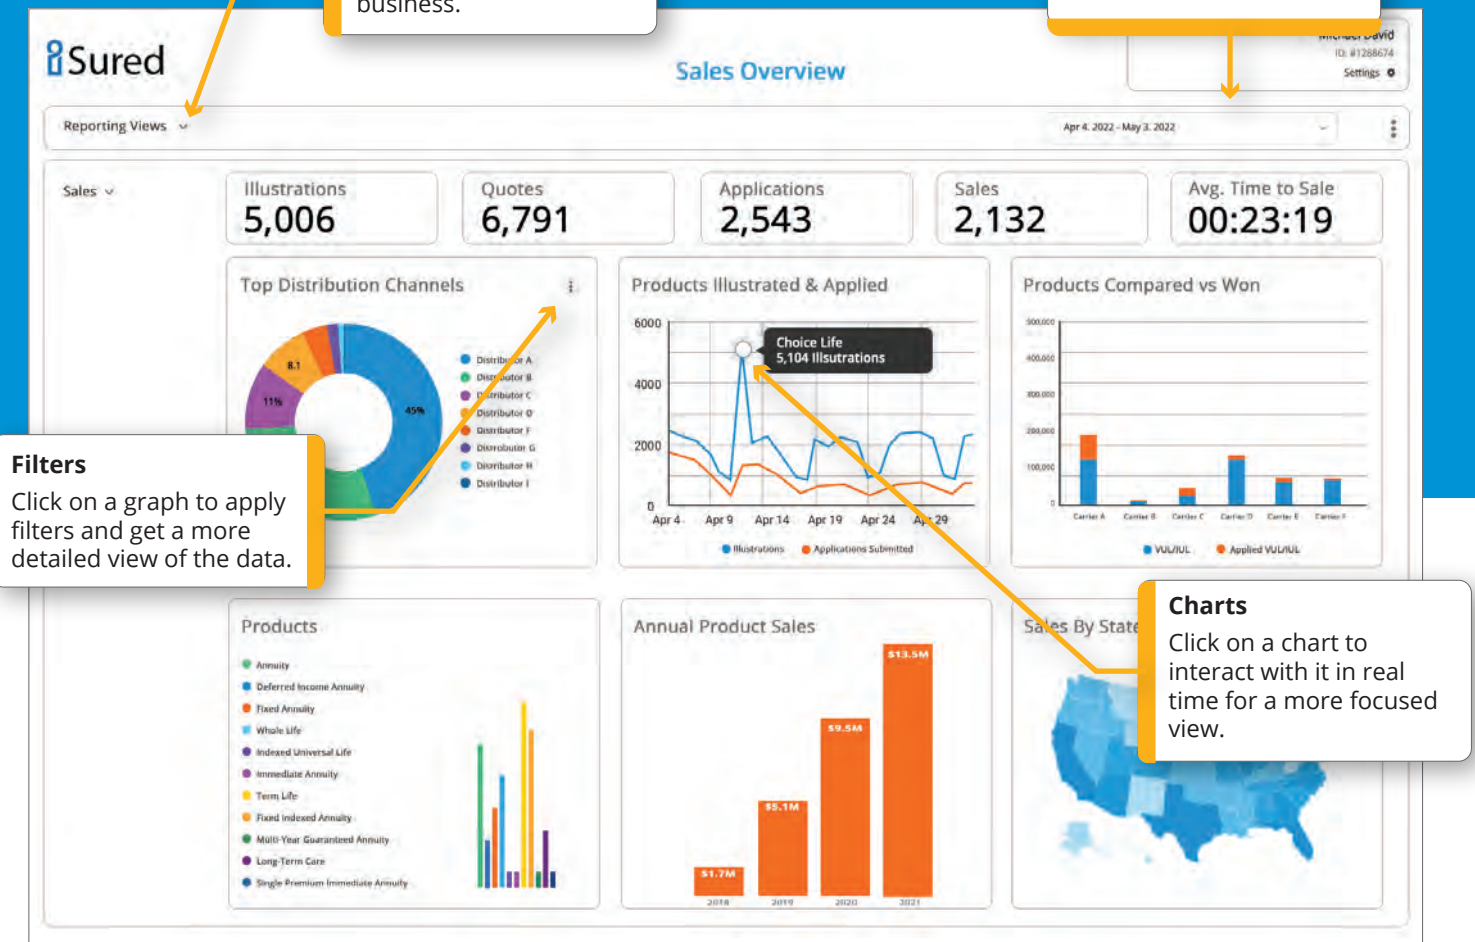 business.
Sured
Sales Overview
Michael David
ID: #1288674
Settings
Reporting Views
Apr 4. 2022 - May 3. 2022
Sales
Illustrations
5,006
Quotes
6,791
Applications
2,543
Sales
2,132
Avg. Time to Sale
00:23:19
Top Distribution Channels
8.1
11%
45%
Distributor A
Distributor B
Distributor C
Distributor D
Distributor F
Distributor G
Distributor H
Distributor I
Products Illustrated & Applied
6000
4000
2000
0
Choice Life
5,104 Illsutrations
Apr 4
Apr 9
Apr 14
Apr 19
Apr 24
Apr 29
Illustrations
Applications Submitted
Products Compared vs Won
500,000
400,000
300,000
200,000
100,000
0
Carrier A
Carrier B
Carrier C
Carrier D
Carrier E
Carrier F
VUL/IUL
Applied VUL/IUL
Filters
Click on a graph to apply
filters and get a more
detailed view of the data.
Charts
Click on a chart to
interact with it in real
time for a more focused
view.
Products
Annuity
Deferred Income Annuity
Fixed Annuity
Whole Life
Indexed Universal Life
Immediate Annuity
Term Life
Fixed Indexed Annuity
Multi-Year Guaranteed Annuity
Long-Term Care
Single Premium Immediate Annuity
Annual Product Sales
$1.7M
$5.1M
$9.5M
$13.5M
2018
2019
2020
2021
Sales By State